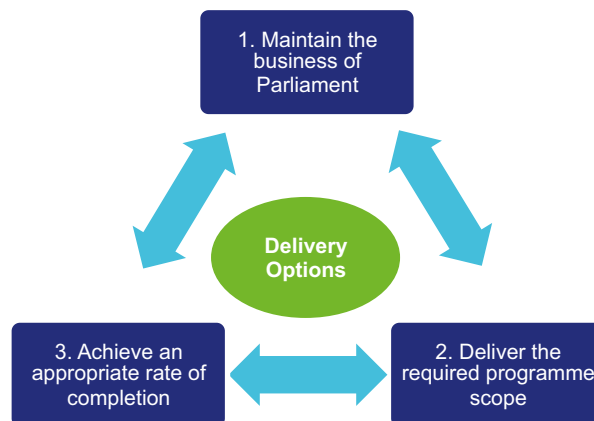 1. Maintain the
business of
Parliament
Delivery
Options
3. Achieve an
appropriate rate of
completion
2. Deliver the
required programme
scope